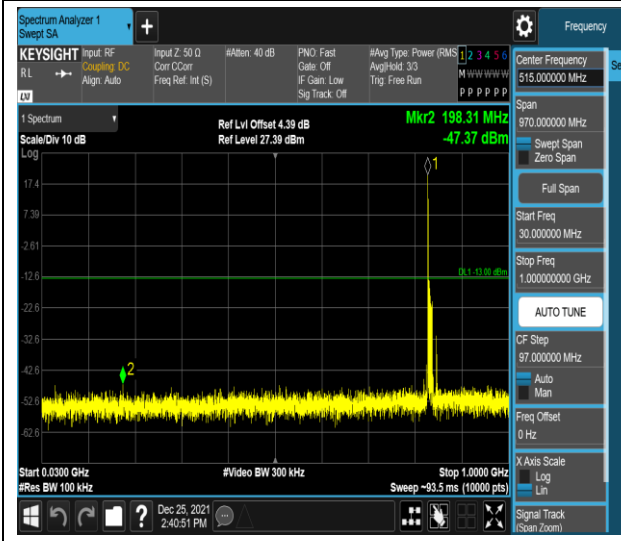 Spectrum Analyzer 1
Swept SA
+
Frequency
KEYSIGHT
RL
LXI
Input: RF
Coupling: DC
Align: Auto
Input Z: 50 Ω
Corr CCorr
Freq Ref: Int (S)
#Atten: 40 dB
PNO: Fast
Gate: Off
IF Gain: Low
Sig Track: Off
#Avg Type: Power (RMS
Avg|Hold: 3/3
Trig: Free Run
1 2 3 4 5 6
M W W W W W
P P P P P P
1 Spectrum
Scale/Div 10 dB
Log
Ref Lvl Offset 4.39 dB
Ref Level 27.39 dBm
Mkr2 198.31 MHz
-47.37 dBm
1
17.4
7.39
-2.61
-12.6
DL1 -13.00 dBm
-22.6
-32.6
-42.6
2
-52.6
-62.6
Start 0.0300 GHz
#Res BW 100 kHz
#Video BW 300 kHz
Stop 1.0000 GHz
Sweep ~93.5 ms (10000 pts)
?
Dec 25, 2021
2:40:51 PM
Center Frequency
515.000000 MHz
Se
Span
970.000000 MHz
Swept Span
Zero Span
Full Span
Start Freq
30.000000 MHz
Stop Freq
1.000000000 GHz
AUTO TUNE
CF Step
97.000000 MHz
Auto
Man
Freq Offset
0 Hz
X Axis Scale
Log
Lin
Signal Track
(Span Zoom)